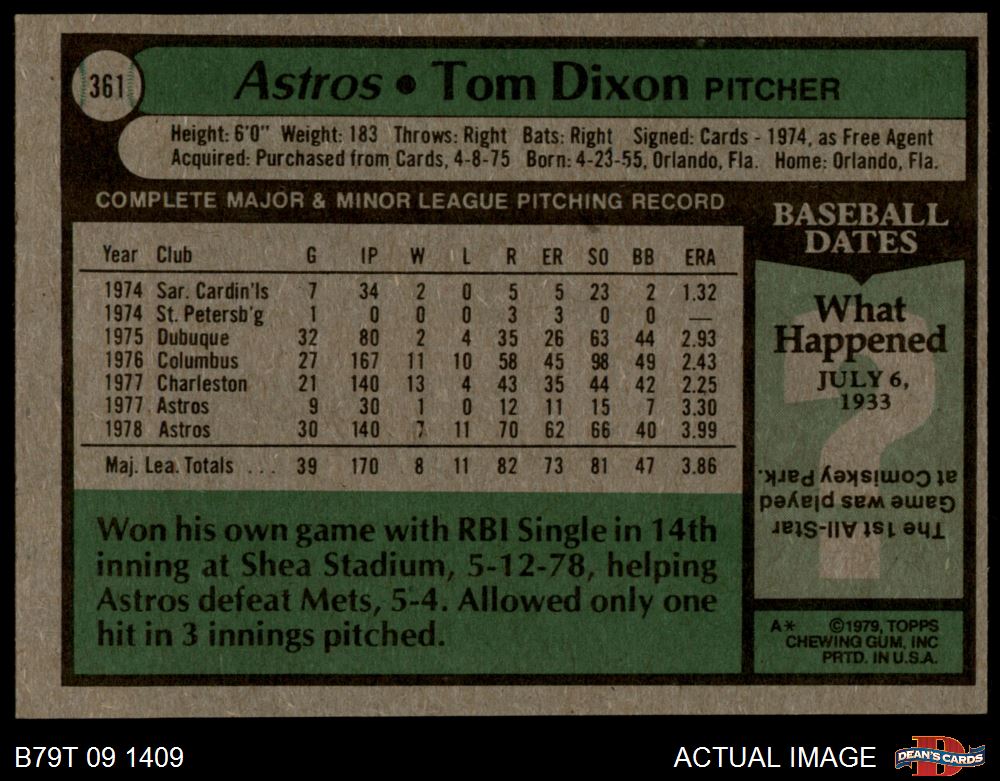 361
Astros • Tom Dixon PITCHER
Height: 6'0" Weight: 183 Throws: Right Bats: Right Signed: Cards - 1974, as Free Agent
Acquired: Purchased from Cards, 4-8-75 Born: 4-23-55, Orlando, Fla. Home: Orlando, Fla.
COMPLETE MAJOR & MINOR LEAGUE PITCHING RECORD
Year Club G IP W L R ER SO BB ERA
1974 Sar. Cardin'ls 7 34 2 0 5 5 23 2 1.32
1974 St. Petersb'g 1 0 0 0 3 3 0 0 —
1975 Dubuque 32 80 2 4 35 26 63 44 2.93
1976 Columbus 27 167 11 10 58 45 98 49 2.43
1977 Charleston 21 140 13 4 43 35 44 42 2.25
1977 Astros 9 30 1 0 12 11 15 7 3.30
1978 Astros 30 140 7 11 70 62 66 40 3.99
Maj. Lea. Totals ... 39 170 8 11 82 73 81 47 3.86
Won his own game with RBI Single in 14th
inning at Shea Stadium, 5-12-78, helping
Astros defeat Mets, 5-4. Allowed only one
hit in 3 innings pitched.
BASEBALL
DATES
What
Happened
JULY 6,
1933
?
The 1st All-Star
Game was played
at Comiskey Park.
A* ©1979, TOPPS
CHEWING GUM, INC
PRTD. IN U.S.A.
B79T 09 1409
ACTUAL IMAGE
D
DEAN'S CARDS